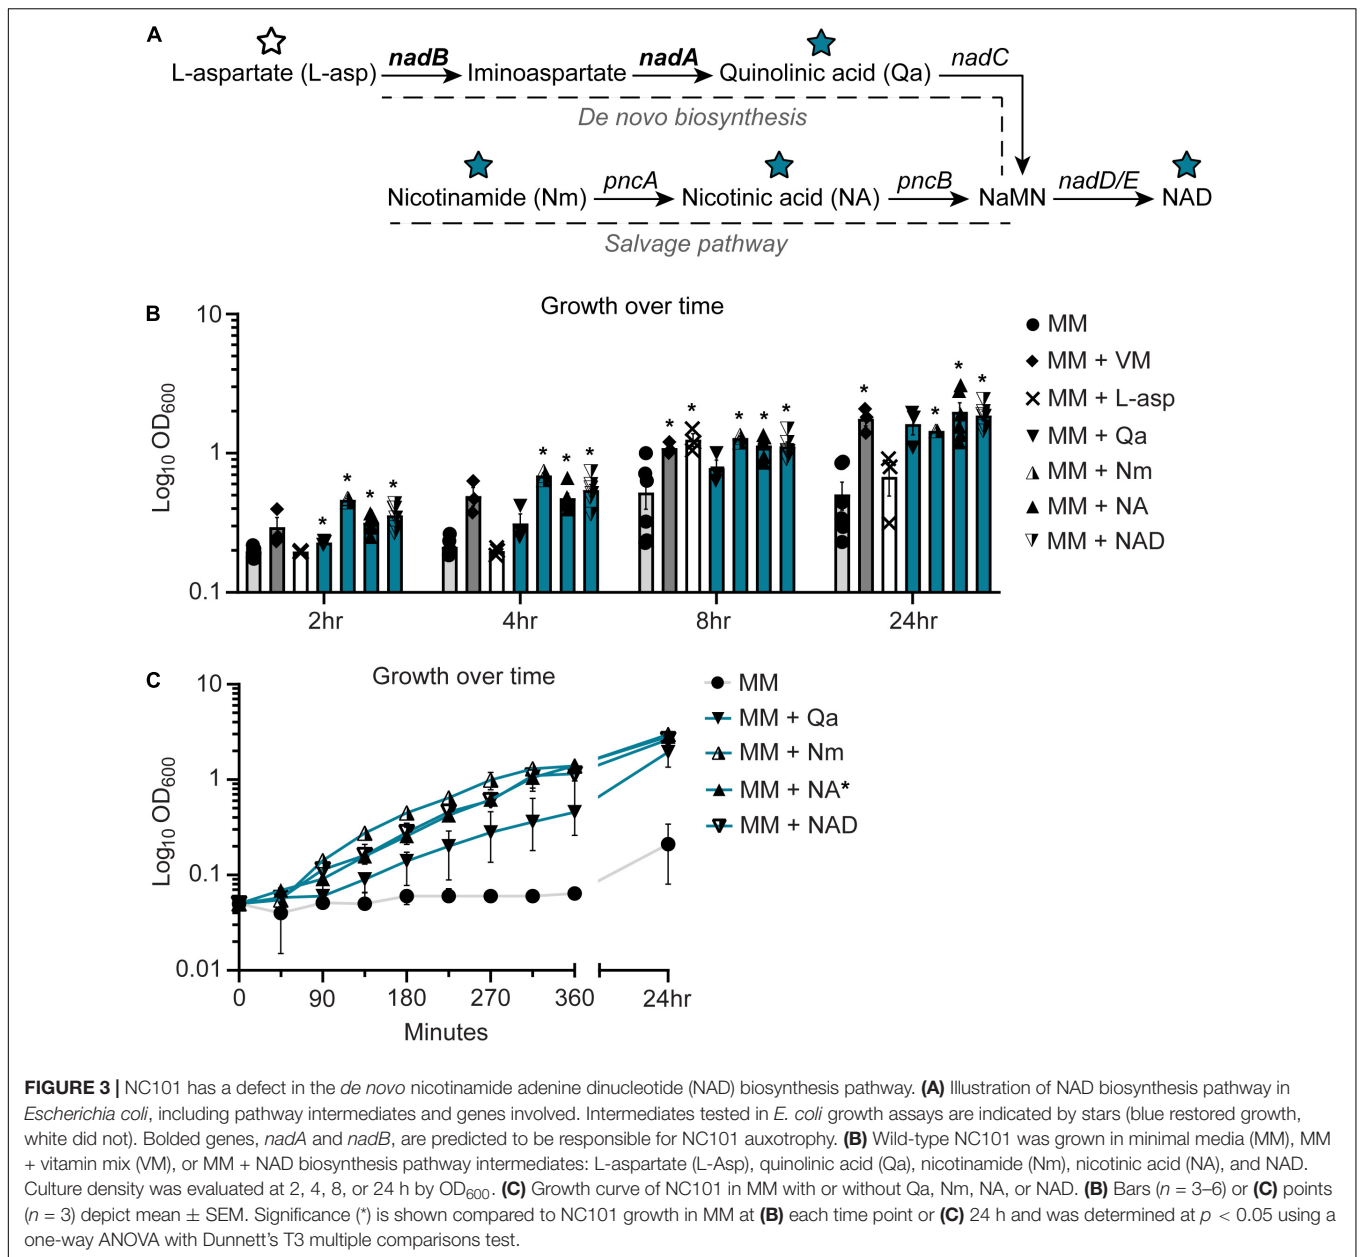 A
L-aspartate (L-asp) nadB Iminoaspartate nadA Quinolinic acid (Qa) nadC
De novo biosynthesis
Nicotinamide (Nm) pncA Nicotinic acid (NA) pncB NaMN nadD/E NAD
Salvage pathway
B
Growth over time
Log10 OD600
10
1
0.1
* * * *
* * *
* * * * *
* * * *
2hr 4hr 8hr 24hr
MM
MM + VM
MM + L-asp
MM + Qa
MM + Nm
MM + NA
MM + NAD
C
Growth over time
Log10 OD600
10
1
0.1
0.01
0 90 180 270 360 24hr
Minutes
MM
MM + Qa
MM + Nm
MM + NA*
MM + NAD
FIGURE 3 | NC101 has a defect in the de novo nicotinamide adenine dinucleotide (NAD) biosynthesis pathway. (A) Illustration of NAD biosynthesis pathway in
Escherichia coli, including pathway intermediates and genes involved. Intermediates tested in E. coli growth assays are indicated by stars (blue restored growth,
white did not). Bolded genes, nadA and nadB, are predicted to be responsible for NC101 auxotrophy. (B) Wild-type NC101 was grown in minimal media (MM), MM
+ vitamin mix (VM), or MM + NAD biosynthesis pathway intermediates: L-aspartate (L-Asp), quinolinic acid (Qa), nicotinamide (Nm), nicotinic acid (NA), and NAD.
Culture density was evaluated at 2, 4, 8, or 24 h by OD600. (C) Growth curve of NC101 in MM with or without Qa, Nm, NA, or NAD. (B) Bars (n = 3–6) or (C) points
(n = 3) depict mean ± SEM. Significance (*) is shown compared to NC101 growth in MM at (B) each time point or (C) 24 h and was determined at p < 0.05 using a
one-way ANOVA with Dunnett's T3 multiple comparisons test.